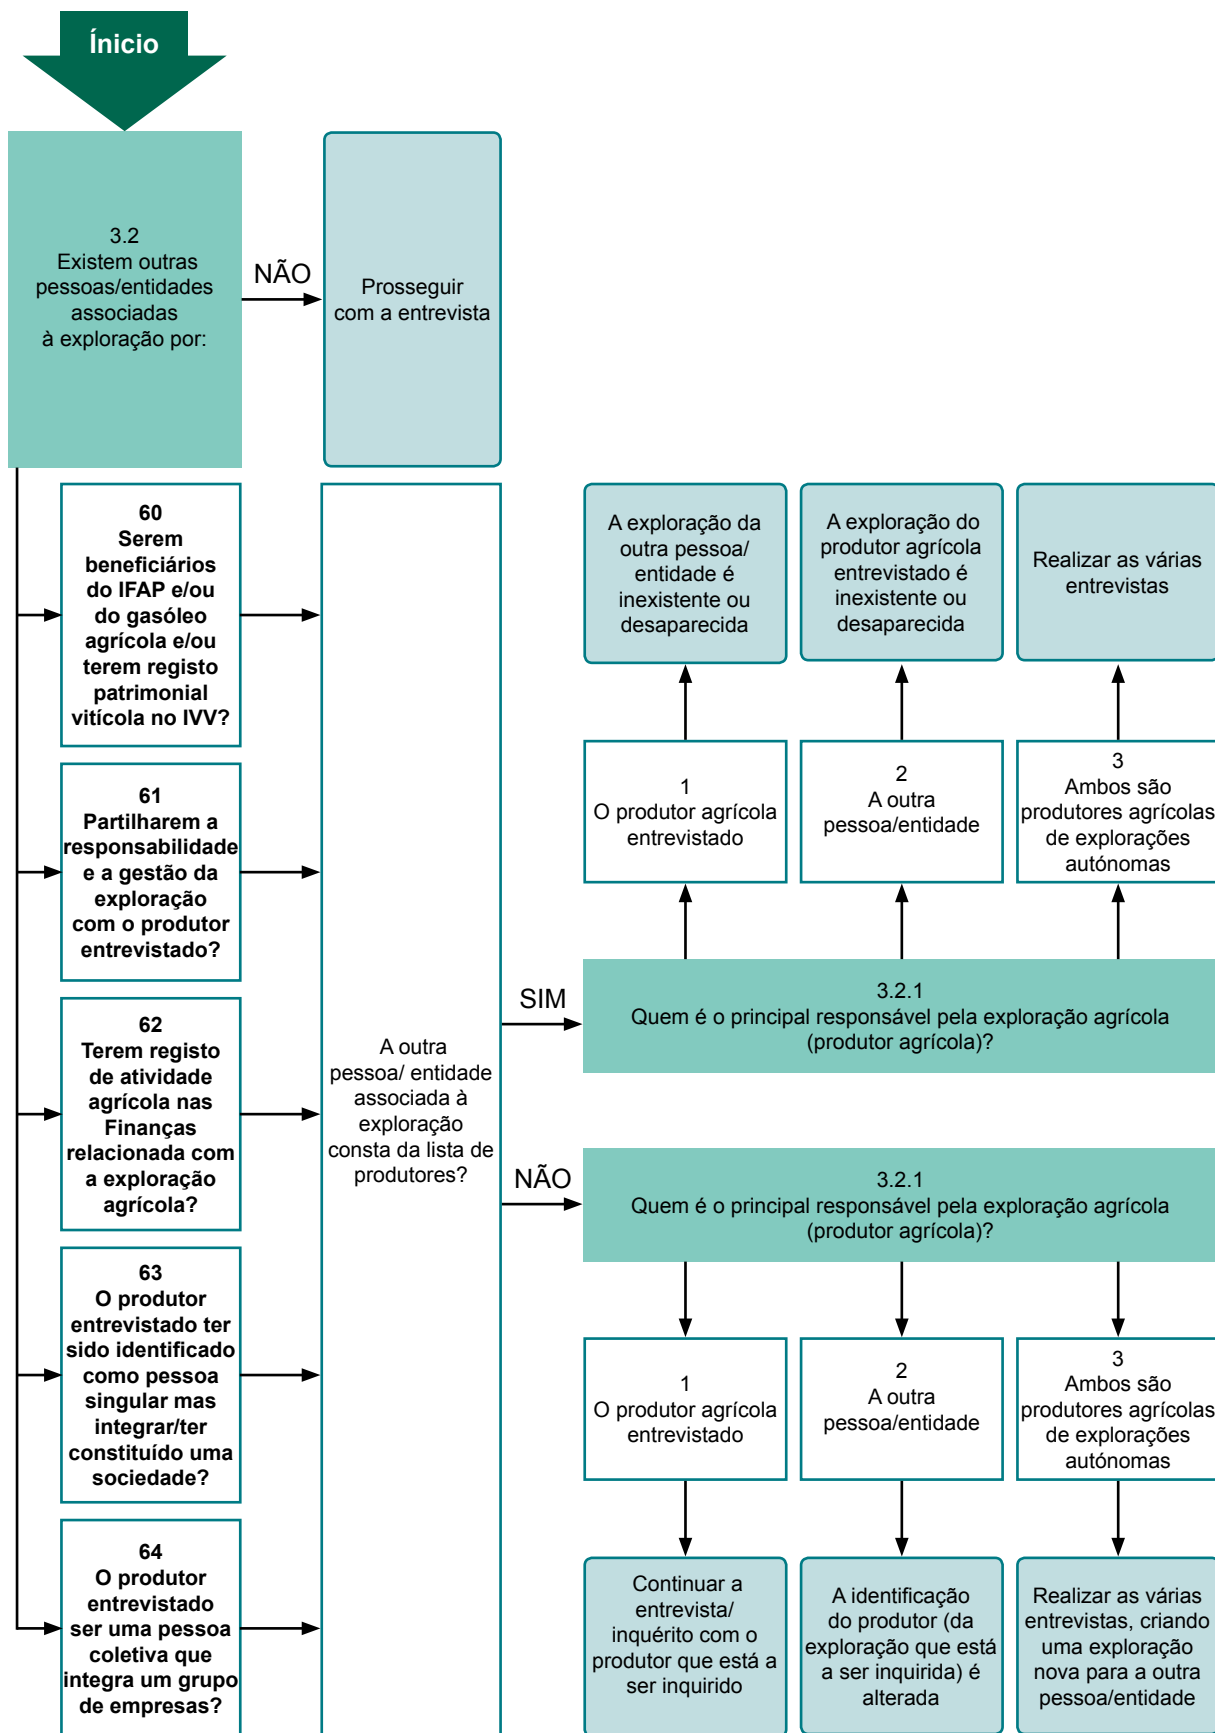 Ínicio
3.2
Existem outras
pessoas/entidades
associadas
à exploração por:
NÃO
Prosseguir
com a entrevista
60
Serem
beneficiários
do IFAP e/ou
do gasóleo
agrícola e/ou
terem registo
patrimonial
vitícola no IVV?
61
Partilharem a
responsabilidade
e a gestão da
exploração
com o produtor
entrevistado?
62
Terem registo
de atividade
agrícola nas
Finanças
relacionada com
a exploração
agrícola?
63
O produtor
entrevistado ter
sido identificado
como pessoa
singular mas
integrar/ter
constituído uma
sociedade?
64
O produtor
entrevistado
ser uma pessoa
coletiva que
integra um grupo
de empresas?
A outra
pessoa/ entidade
associada à
exploração
consta da lista de
produtores?
SIM
A exploração da
outra pessoa/
entidade é
inexistente ou
desaparecida
A exploração do
produtor agrícola
entrevistado é
inexistente ou
desaparecida
Realizar as várias
entrevistas
1
O produtor agrícola
entrevistado
2
A outra
pessoa/entidade
3
Ambos são
produtores agrícolas
de explorações
autónomas
3.2.1
Quem é o principal responsável pela exploração agrícola
(produtor agrícola)?
NÃO
3.2.1
Quem é o principal responsável pela exploração agrícola
(produtor agrícola)?
1
O produtor agrícola
entrevistado
2
A outra
pessoa/entidade
3
Ambos são
produtores agrícolas
de explorações
autónomas
Continuar a
entrevista/
inquérito com o
produtor que está a
ser inquirido
A identificação
do produtor (da
exploração que está
a ser inquirida) é
alterada
Realizar as várias
entrevistas, criando
uma exploração
nova para a outra
pessoa/entidade